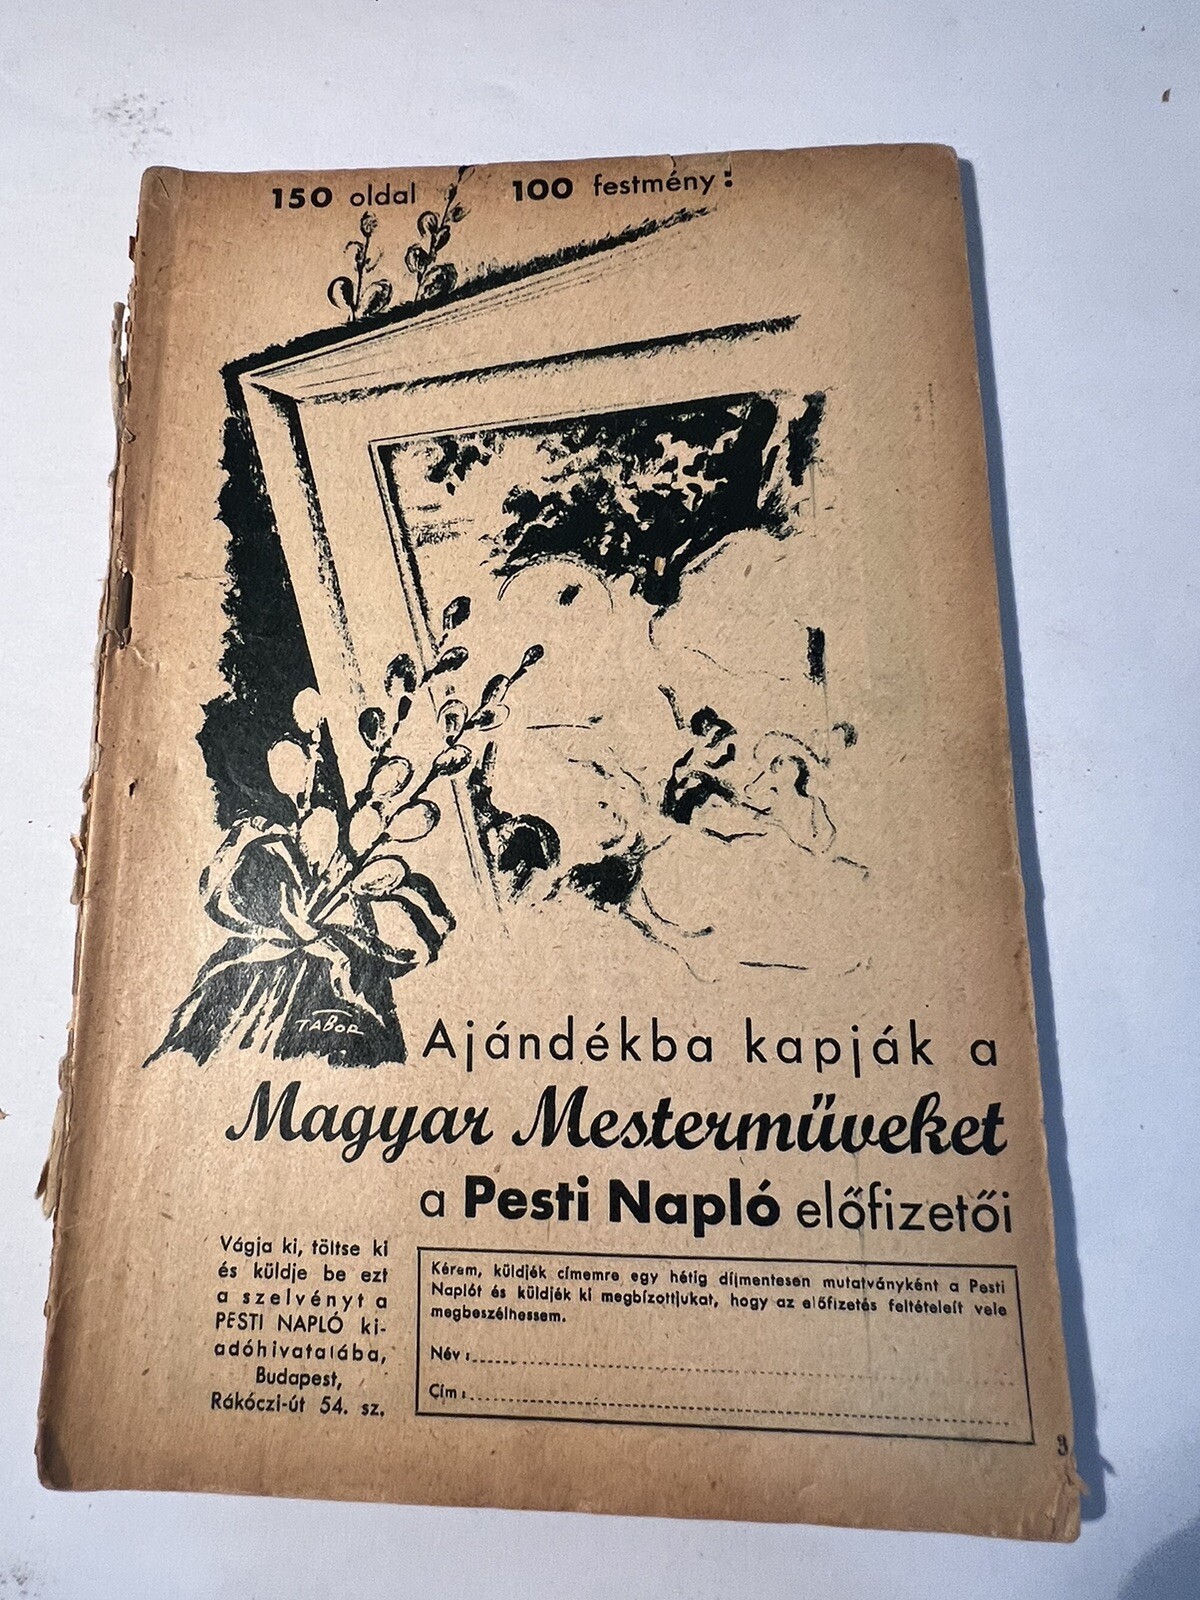 150 oldal 100 festmény!
TABOR
Ajándékba kapják a
Magyar Mesterműveket
a Pesti Napló előfizetői
Vágja ki, töltse ki
és küldje be ezt
a szelvényt a
PESTI NAPLÓ ki-
adóhivatalába,
Budapest,
Rákóczi-út 54. sz.
Kérem, küldjék címemre egy hétig díjmentesen mutatványként a Pesti
Naplót és küldjék ki megbízottjukat, hogy az előfizetés feltételeit vele
megbeszélhessem.
Név:
Cím:
3